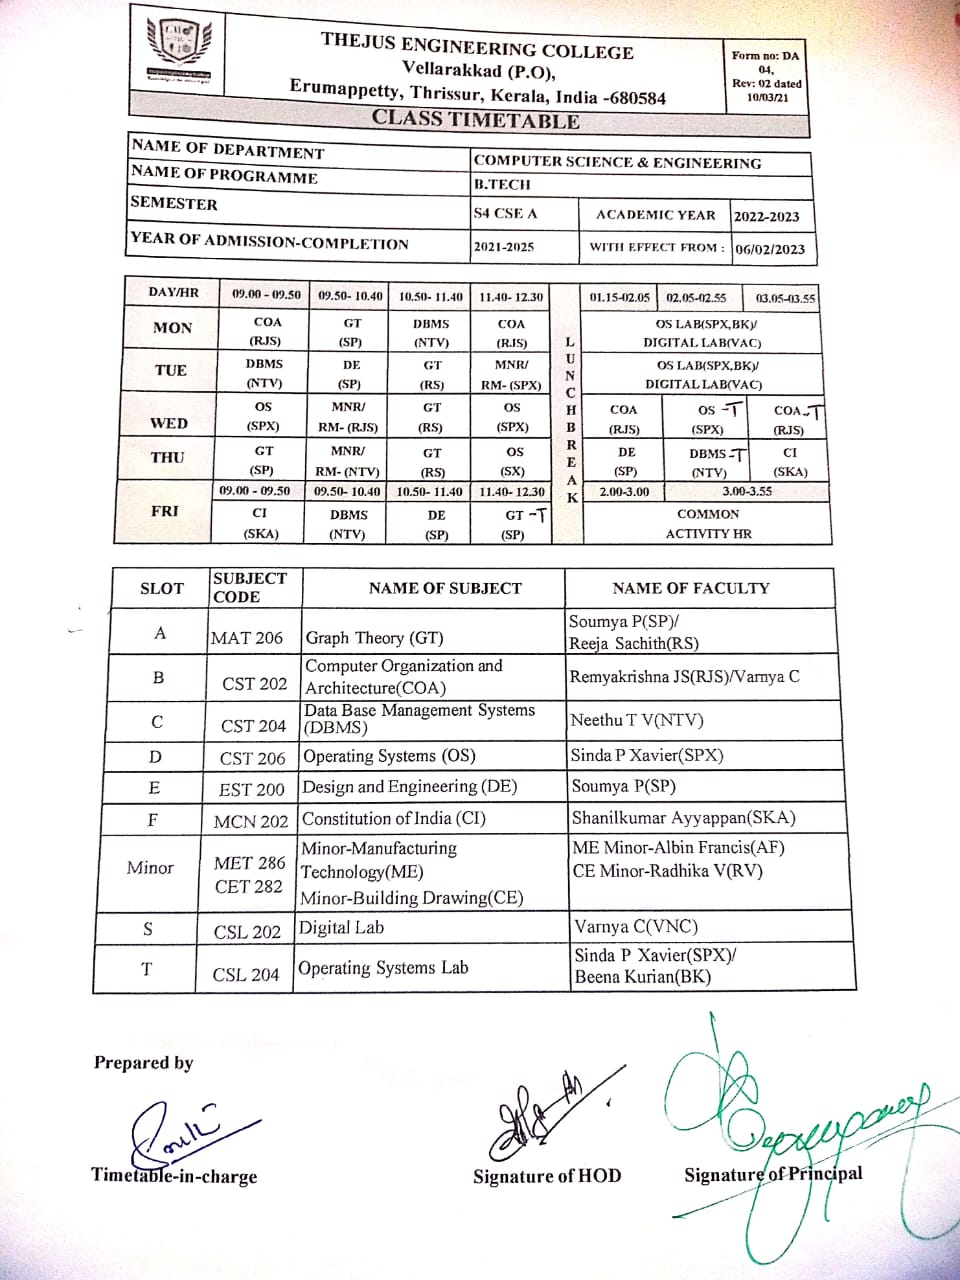 THEJUS ENGINEERING COLLEGE
Vellarakkad (P.O),
Erumappetty, Thrissur, Kerala, India -680584
Form no: DA
04,
Rev: 02 dated
10/03/21
CLASS TIMETABLE
NAME OF DEPARTMENT COMPUTER SCIENCE & ENGINEERING
NAME OF PROGRAMME B.TECH
SEMESTER S4 CSE A ACADEMIC YEAR 2022-2023
YEAR OF ADMISSION-COMPLETION 2021-2025 WITH EFFECT FROM : 06/02/2023
DAY/HR 09.00 - 09.50 09.50- 10.40 10.50- 11.40 11.40- 12.30 01.15-02.05 02.05-02.55 03.05-03.55
LUNCH BREAK
MON COA GT DBMS COA OS LAB(SPX,BK)/
(RJS) (SP) (NTV) (RJS) DIGITAL LAB(VAC)
TUE DBMS DE GT MNR/ OS LAB(SPX,BK)/
(NTV) (SP) (RS) RM- (SPX) DIGITAL LAB(VAC)
WED OS MNR/ GT OS COA OS -T COA-T
(SPX) RM- (RJS) (RS) (SPX) (RJS) (SPX) (RJS)
THU GT MNR/ GT OS DE DBMS-T CI
(SP) RM- (NTV) (RS) (SX) (SP) (NTV) (SKA)
09.00 - 09.50 09.50- 10.40 10.50- 11.40 11.40- 12.30 2.00-3.00 3.00-3.55
FRI CI DBMS DE GT -T COMMON
(SKA) (NTV) (SP) (SP) ACTIVITY HR
SLOT SUBJECT CODE NAME OF SUBJECT NAME OF FACULTY
A MAT 206 Graph Theory (GT) Soumya P(SP)/
Reeja Sachith(RS)
B CST 202 Computer Organization and
Architecture(COA) Remyakrishna JS(RJS)/Varnya C
C CST 204 Data Base Management Systems
(DBMS) Neethu T V(NTV)
D CST 206 Operating Systems (OS) Sinda P Xavier(SPX)
E EST 200 Design and Engineering (DE) Soumya P(SP)
F MCN 202 Constitution of India (CI) Shanilkumar Ayyappan(SKA)
Minor MET 286 Minor-Manufacturing
Technology(ME) ME Minor-Albin Francis(AF)
CET 282 Minor-Building Drawing(CE) CE Minor-Radhika V(RV)
S CSL 202 Digital Lab Varnya C(VNC)
T CSL 204 Operating Systems Lab Sinda P Xavier(SPX)/
Beena Kurian(BK)
Prepared by
Timetable-in-charge Signature of HOD Signature of Principal